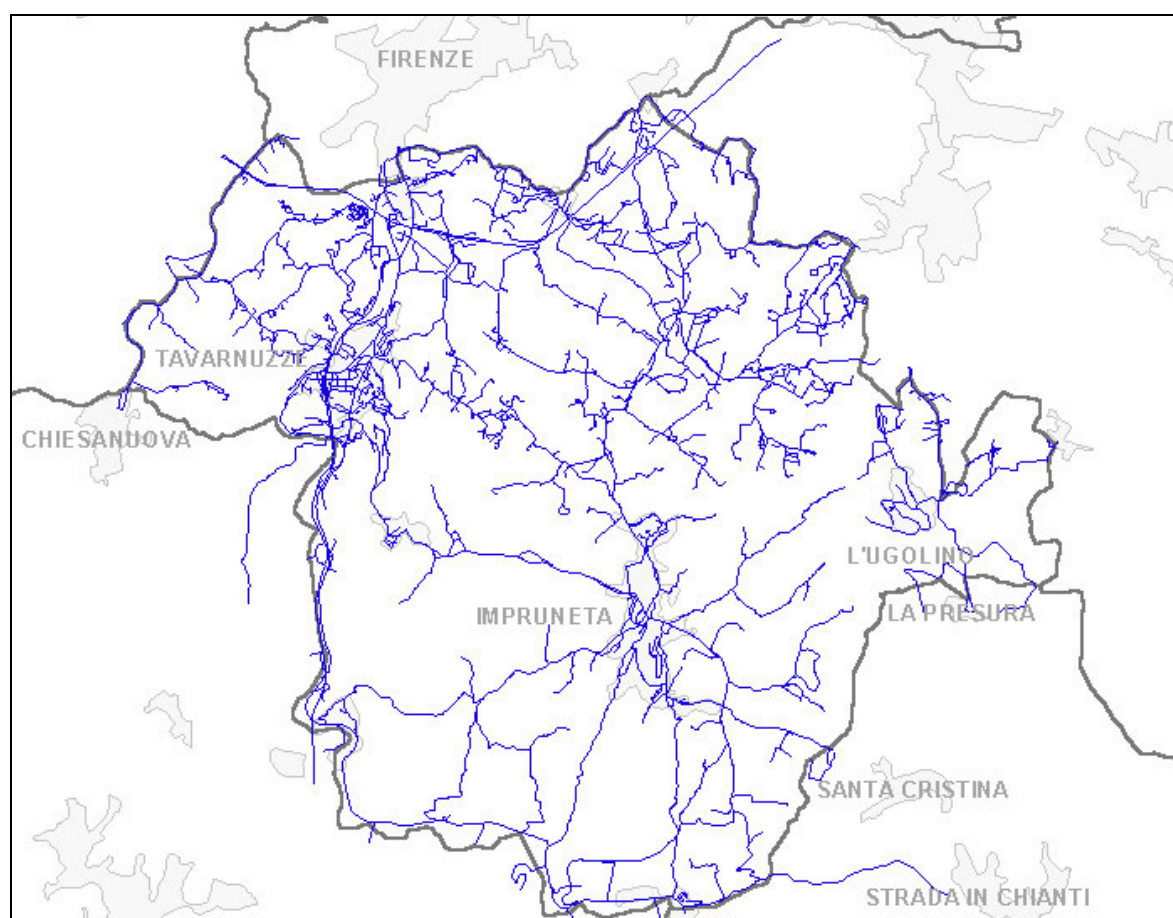 FIRENZE
TAVARNUZZE
CHIESANUOVA
L'UGOLINO
IMPRUNETA
LA PRESURA
SANTA CRISTINA
STRADA IN CHIANTI